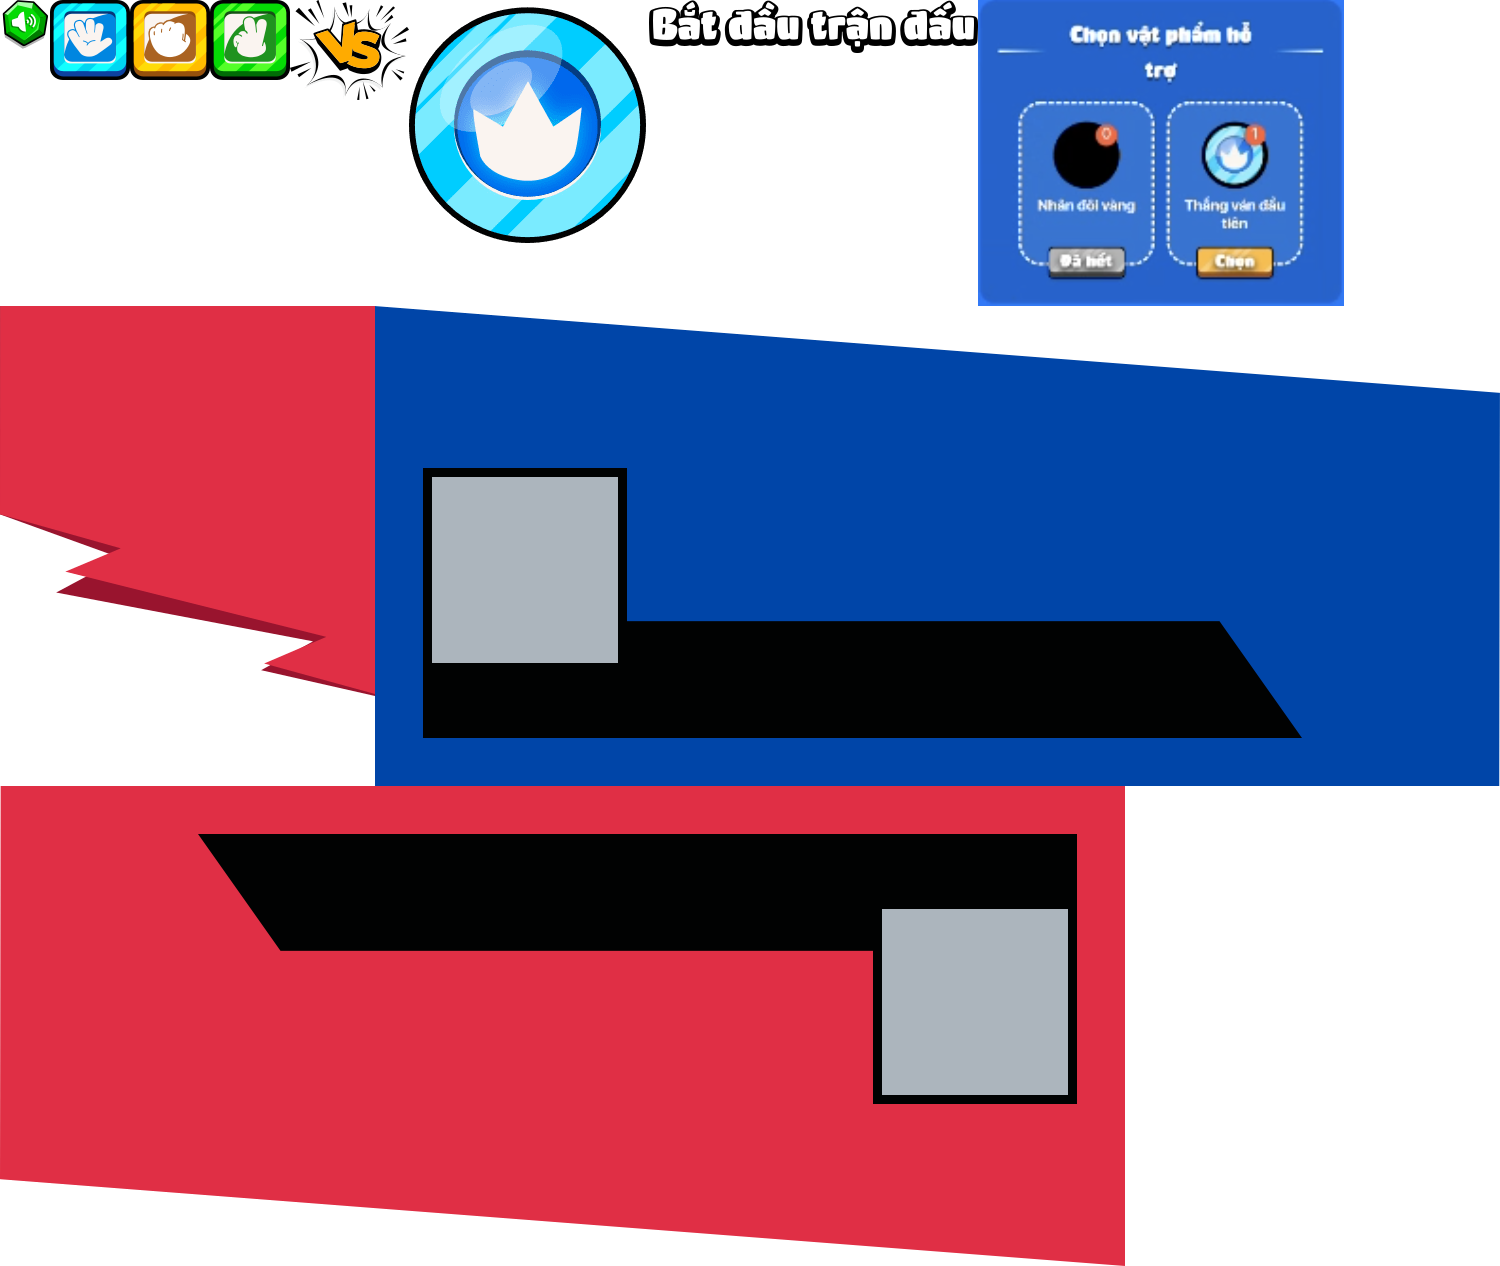 VS
Bắt đầu trận đấu
Chọn vật phẩm hỗ
trợ
0
1
Nhân đôi vàng
Thắng ván đầu
tiên
Đã hết
Chọn